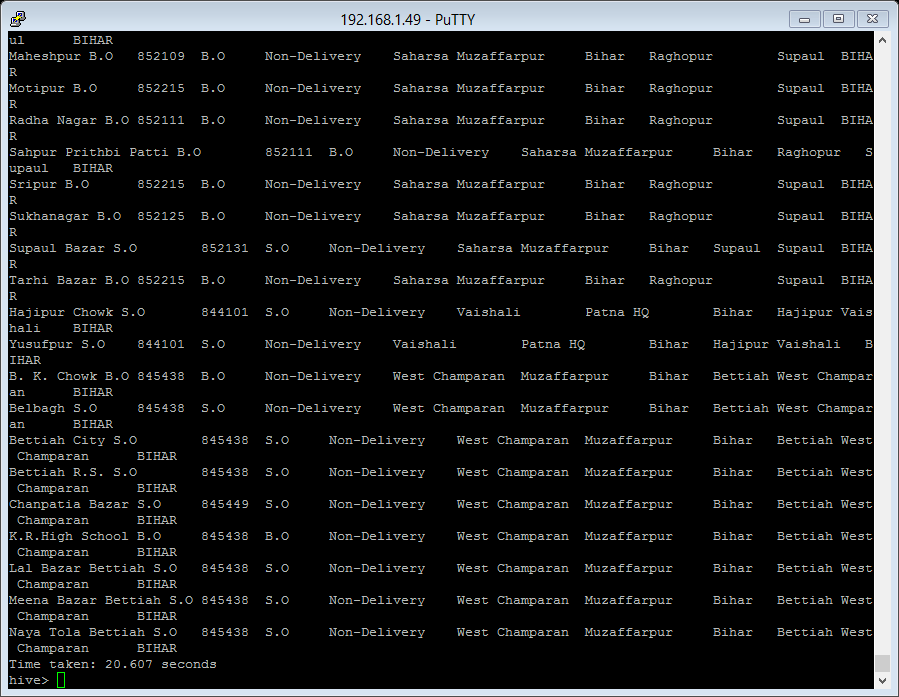 192.168.1.49 - PuTTY
ul      BIHAR
Maheshpur B.O   852109  B.O     Non-Delivery    Saharsa Muzaffarpur     Bihar   Raghopur        Supaul  BIHA
R
Motipur B.O     852215  B.O     Non-Delivery    Saharsa Muzaffarpur     Bihar   Raghopur        Supaul  BIHA
R
Radha Nagar B.O 852111  B.O     Non-Delivery    Saharsa Muzaffarpur     Bihar   Raghopur        Supaul  BIHA
R
Sahpur Prithbi Patti B.O        852111  B.O     Non-Delivery    Saharsa Muzaffarpur     Bihar   Raghopur   S
upaul   BIHAR
Sripur B.O      852215  B.O     Non-Delivery    Saharsa Muzaffarpur     Bihar   Raghopur        Supaul  BIHA
R
Sukhanagar B.O  852125  B.O     Non-Delivery    Saharsa Muzaffarpur     Bihar   Raghopur        Supaul  BIHA
R
Supaul Bazar S.O        852131  S.O     Non-Delivery    Saharsa Muzaffarpur     Bihar   Supaul  Supaul  BIHA
R
Tarhi Bazar B.O 852215  B.O     Non-Delivery    Saharsa Muzaffarpur     Bihar   Raghopur        Supaul  BIHA
R
Hajipur Chowk S.O       844101  S.O     Non-Delivery    Vaishali        Patna HQ        Bihar   Hajipur Vais
hali    BIHAR
Yusufpur S.O    844101  S.O     Non-Delivery    Vaishali        Patna HQ        Bihar   Hajipur Vaishali   B
IHAR
B. K. Chowk B.O 845438  B.O     Non-Delivery    West Champaran  Muzaffarpur     Bihar   Bettiah West Champar
an      BIHAR
Belbagh S.O     845438  S.O     Non-Delivery    West Champaran  Muzaffarpur     Bihar   Bettiah West Champar
an      BIHAR
Bettiah City S.O        845438  S.O     Non-Delivery    West Champaran  Muzaffarpur     Bihar   Bettiah West
 Champaran      BIHAR
Bettiah R.S. S.O        845438  S.O     Non-Delivery    West Champaran  Muzaffarpur     Bihar   Bettiah West
 Champaran      BIHAR
Chanpatia Bazar S.O     845449  S.O     Non-Delivery    West Champaran  Muzaffarpur     Bihar   Bettiah West
 Champaran      BIHAR
K.R.High School B.O     845438  B.O     Non-Delivery    West Champaran  Muzaffarpur     Bihar   Bettiah West
 Champaran      BIHAR
Lal Bazar Bettiah S.O   845438  S.O     Non-Delivery    West Champaran  Muzaffarpur     Bihar   Bettiah West
 Champaran      BIHAR
Meena Bazar Bettiah S.O 845438  S.O     Non-Delivery    West Champaran  Muzaffarpur     Bihar   Bettiah West
 Champaran      BIHAR
Naya Tola Bettiah S.O   845438  S.O     Non-Delivery    West Champaran  Muzaffarpur     Bihar   Bettiah West
 Champaran      BIHAR
Time taken: 20.607 seconds
hive>